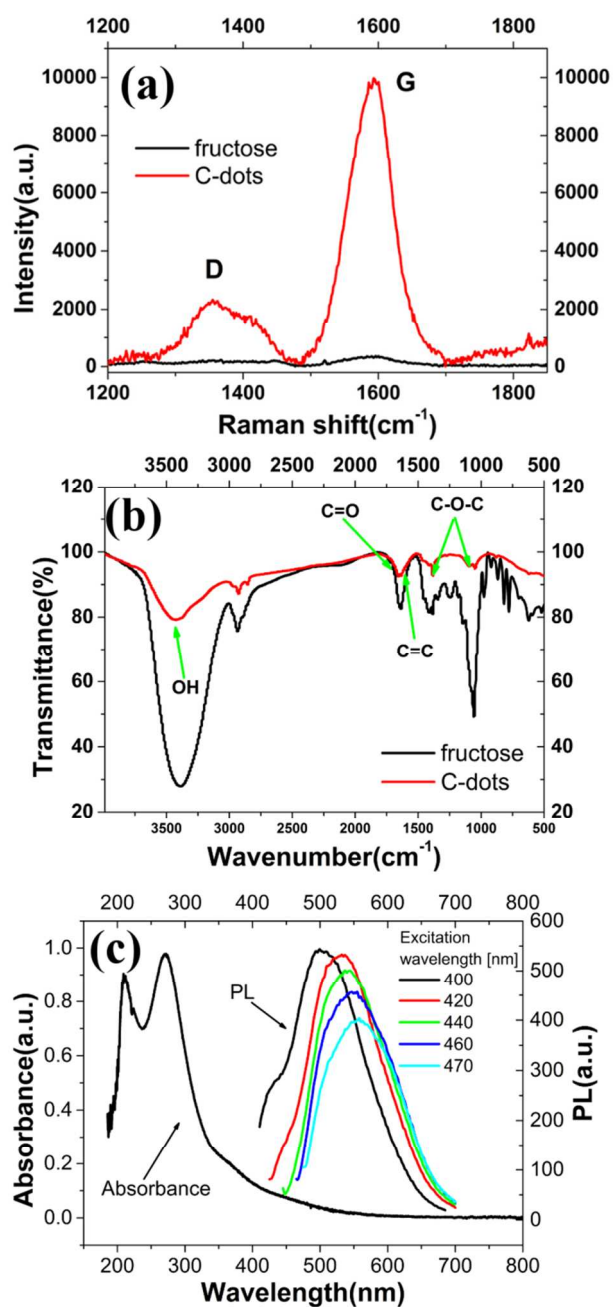 1200 1400 1600 1800
(a)
G
D
fructose
C-dots
10000 10000
8000 8000
6000 6000
4000 4000
2000 2000
0 0
Intensity(a.u.)
1200 1400 1600 1800
Raman shift(cm⁻¹)
3500 3000 2500 2000 1500 1000 500
(b)
C=O
C-O-C
C=C
OH
120 120
100 100
80 80
60 60
40 40
20 20
Transmittance(%)
fructose
C-dots
3500 3000 2500 2000 1500 1000 500
Wavenumber(cm⁻¹)
200 300 400 500 600 700 800
(c)
PL
Absorbance
Excitation
wavelength [nm]
400
420
440
460
470
1.0
0.8
0.6
0.4
0.2
0.0
Absorbance(a.u.)
600
500
400
300
200
100
0
PL(a.u.)
200 300 400 500 600 700 800
Wavelength(nm)